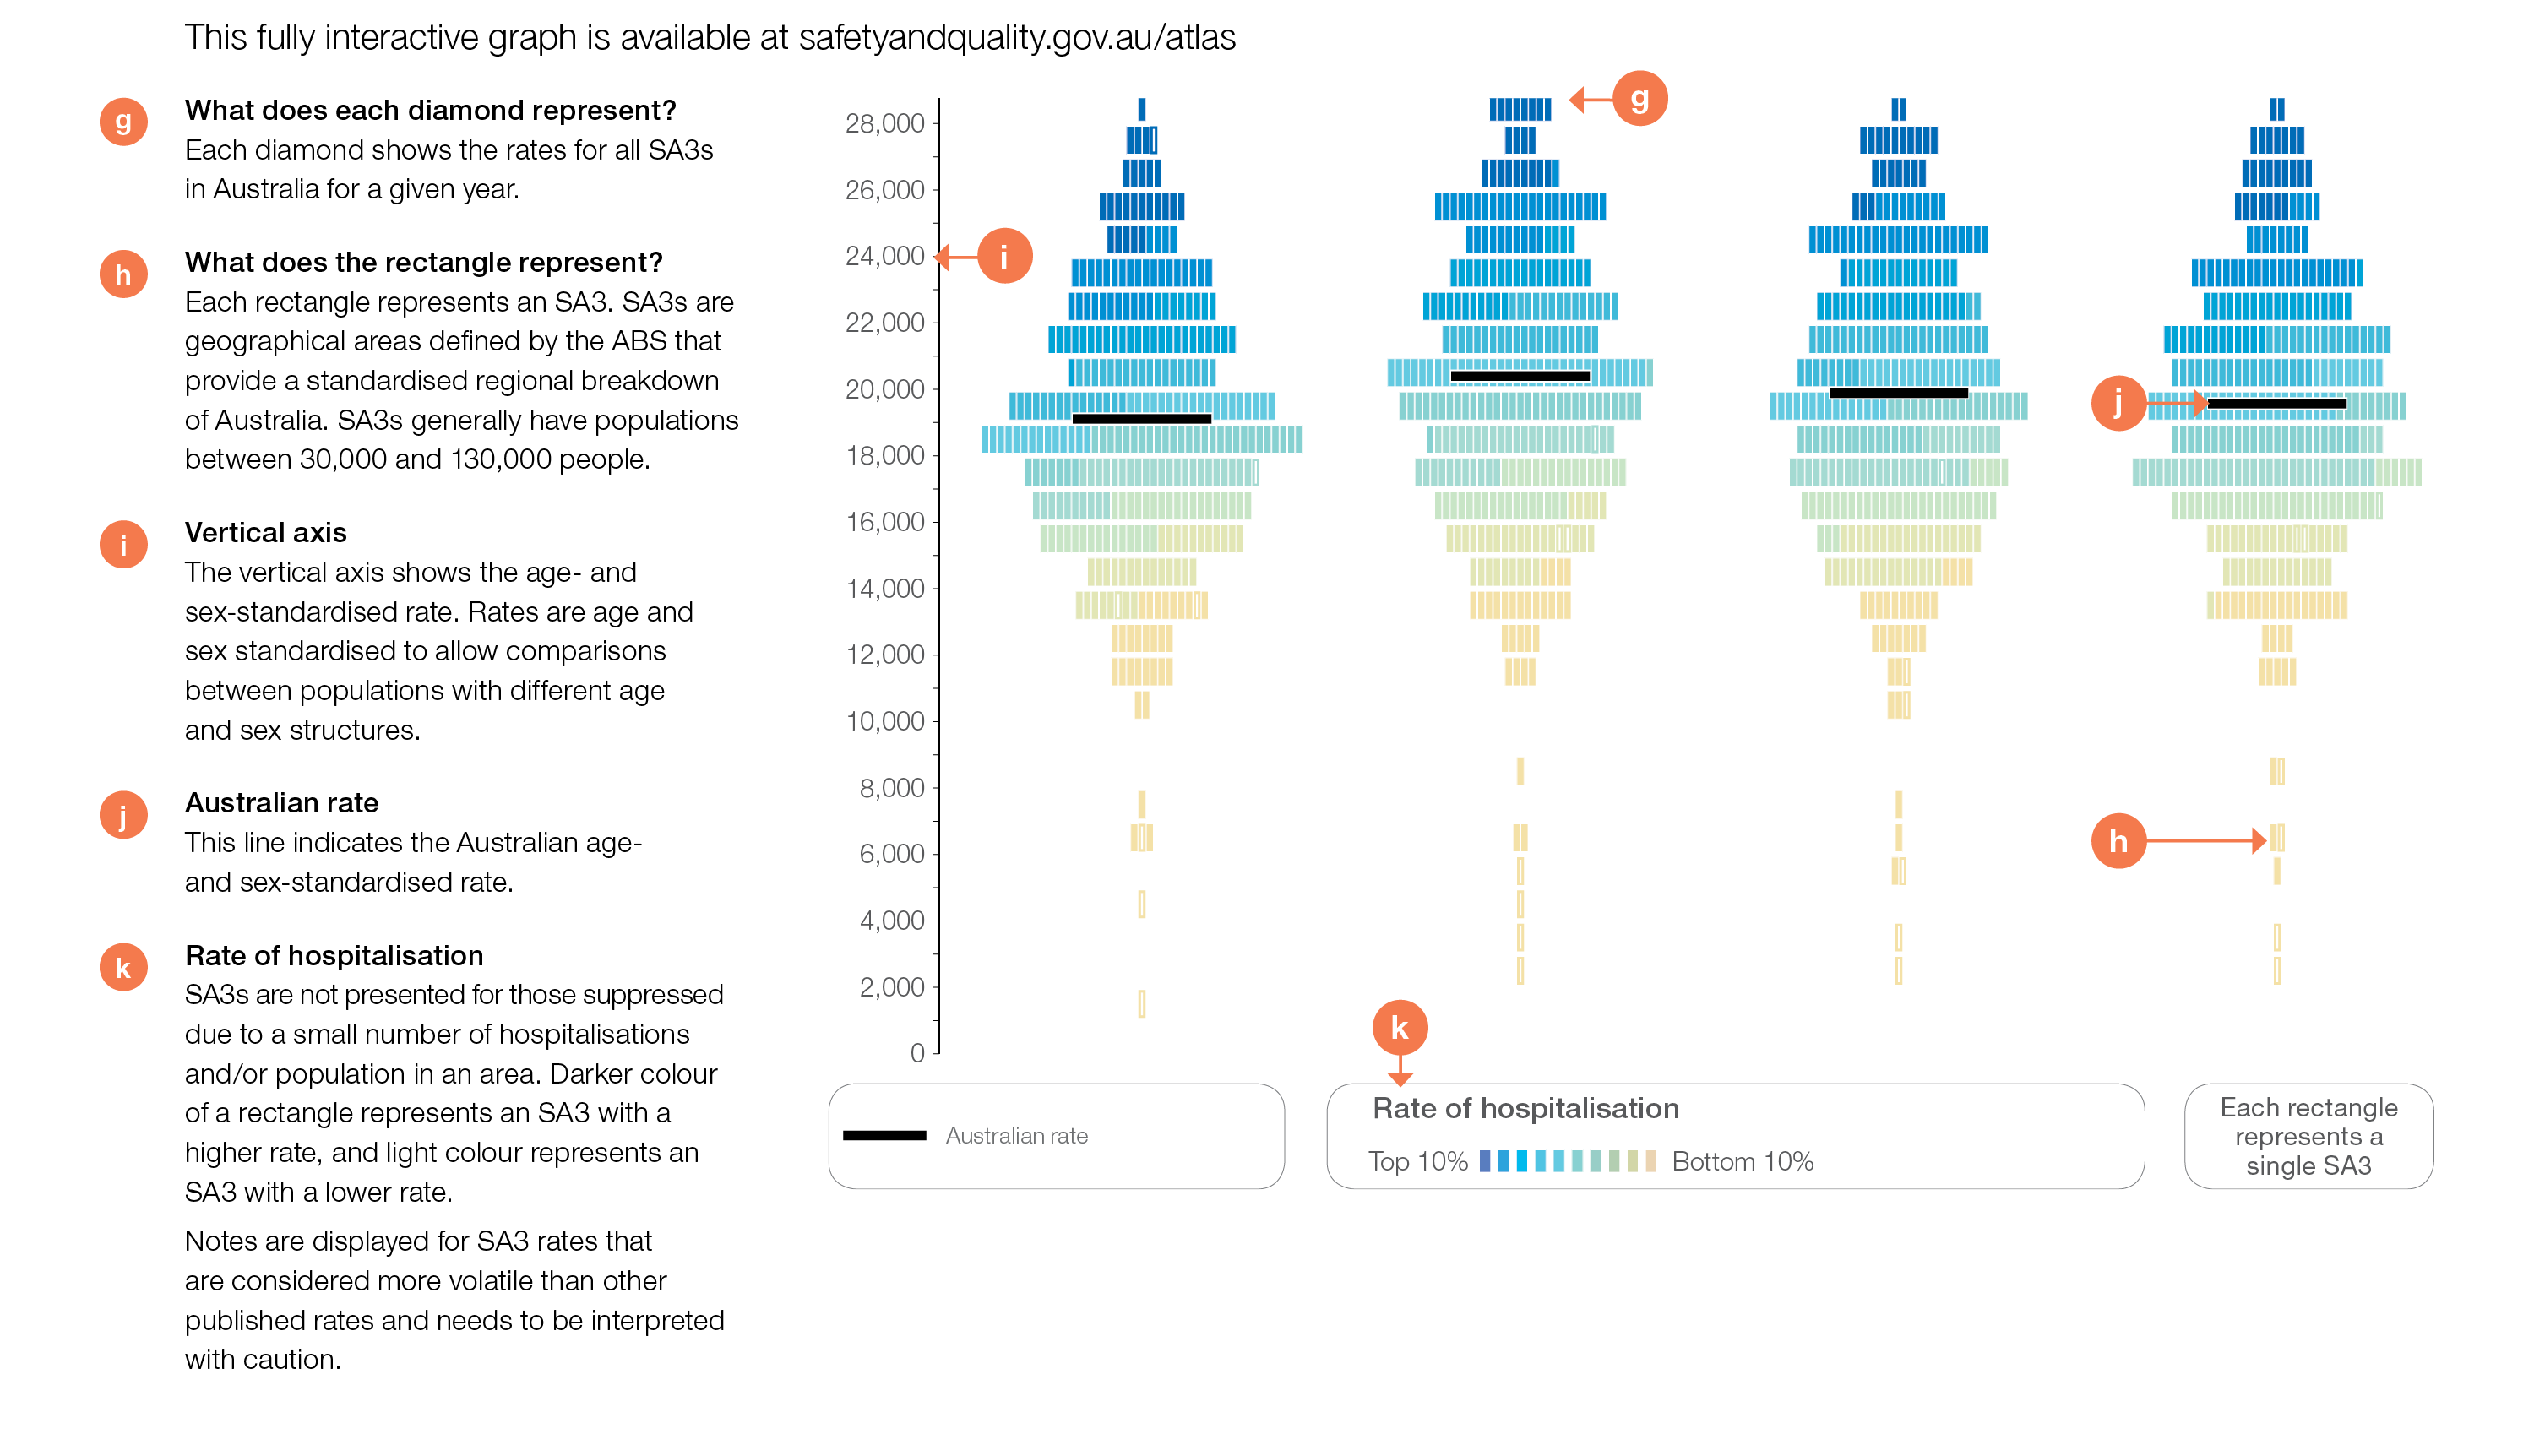 This fully interactive graph is available at safetyandquality.gov.au/atlas
g
What does each diamond represent?
Each diamond shows the rates for all SA3s
in Australia for a given year.
h
What does the rectangle represent?
Each rectangle represents an SA3. SA3s are
geographical areas defined by the ABS that
provide a standardised regional breakdown
of Australia. SA3s generally have populations
between 30,000 and 130,000 people.
i
Vertical axis
The vertical axis shows the age- and
sex-standardised rate. Rates are age and
sex standardised to allow comparisons
between populations with different age
and sex structures.
j
Australian rate
This line indicates the Australian age-
and sex-standardised rate.
k
Rate of hospitalisation
SA3s are not presented for those suppressed
due to a small number of hospitalisations
and/or population in an area. Darker colour
of a rectangle represents an SA3 with a
higher rate, and light colour represents an
SA3 with a lower rate.
Notes are displayed for SA3 rates that
are considered more volatile than other
published rates and needs to be interpreted
with caution.
28,000
26,000
24,000
22,000
20,000
18,000
16,000
14,000
12,000
10,000
8,000
6,000
4,000
2,000
0
g
i
j
h
k
Australian rate
Rate of hospitalisation
Top 10%
Bottom 10%
Each rectangle
represents a
single SA3